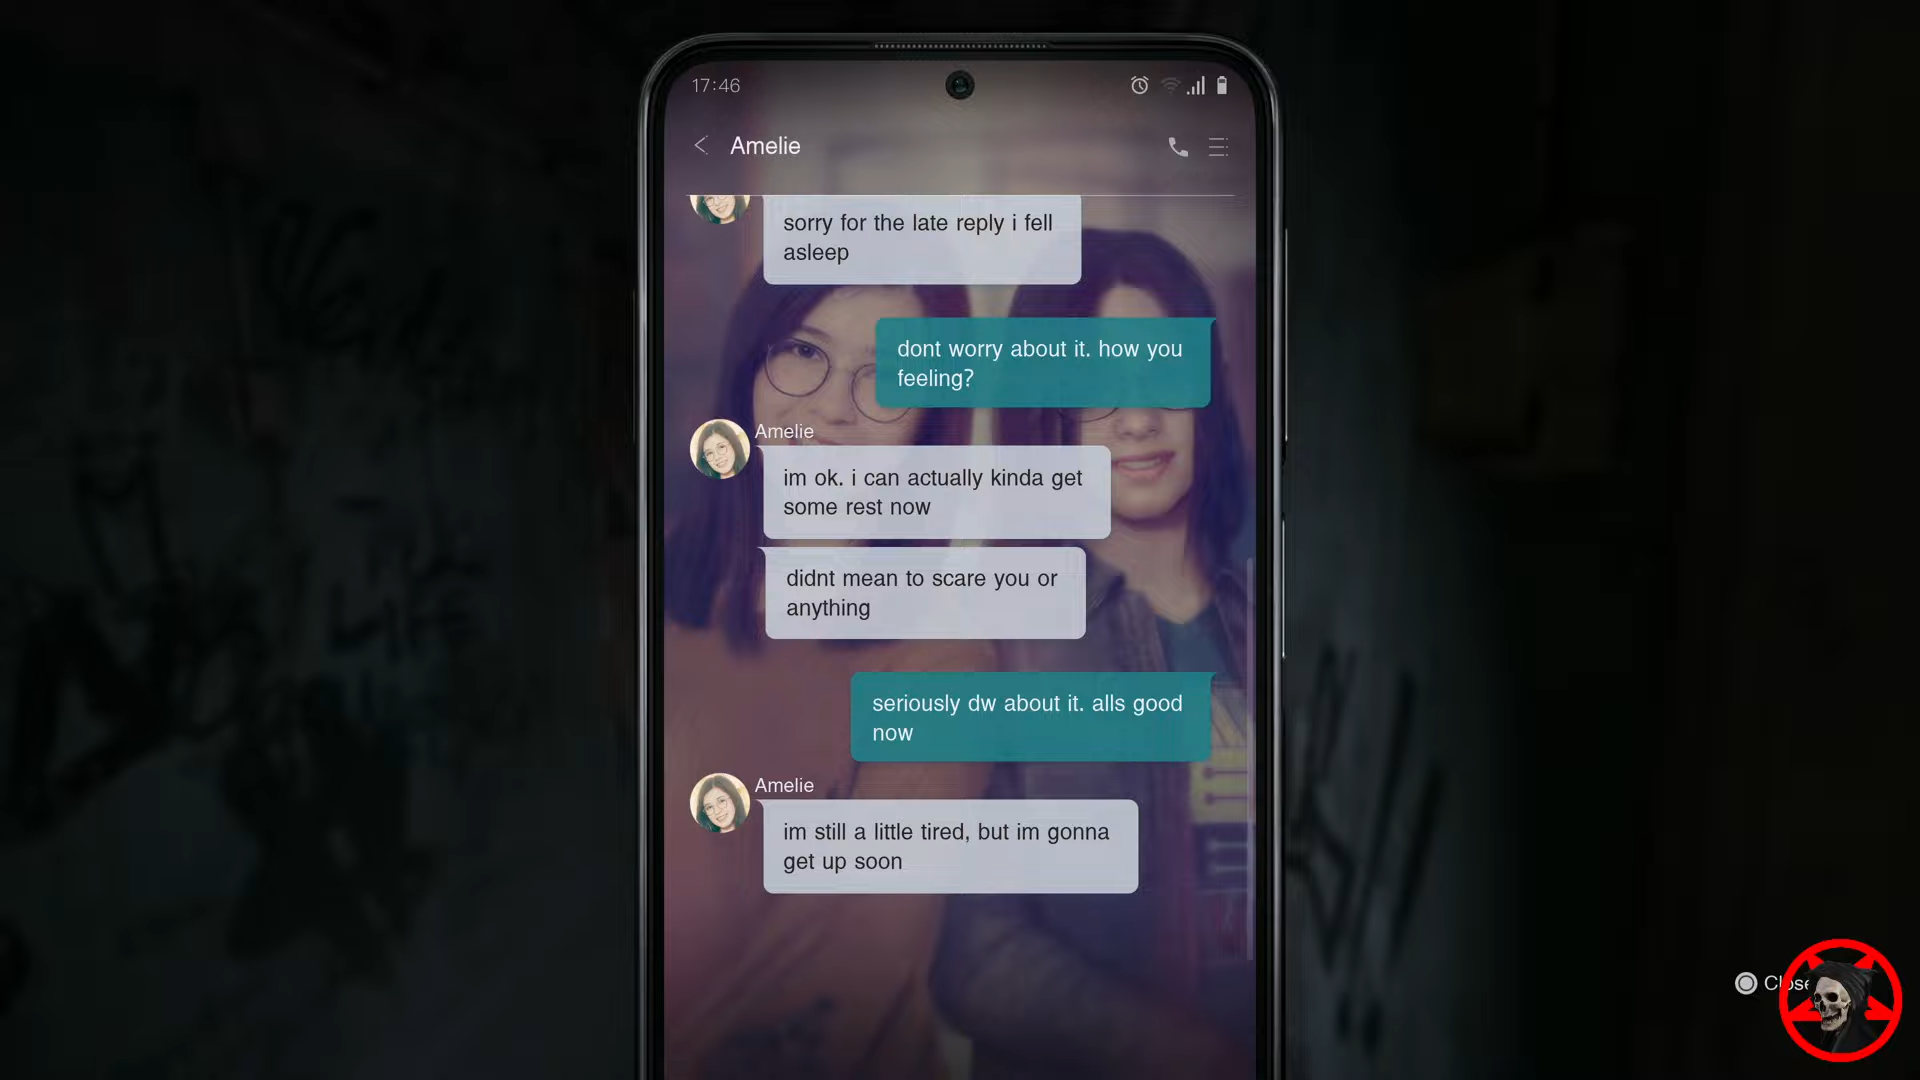 17:46
Amelie
sorry for the late reply i fell
asleep
dont worry about it. how you
feeling?
Amelie
im ok. i can actually kinda get
some rest now
didnt mean to scare you or
anything
seriously dw about it. alls good
now
Amelie
im still a little tired, but im gonna
get up soon
Close